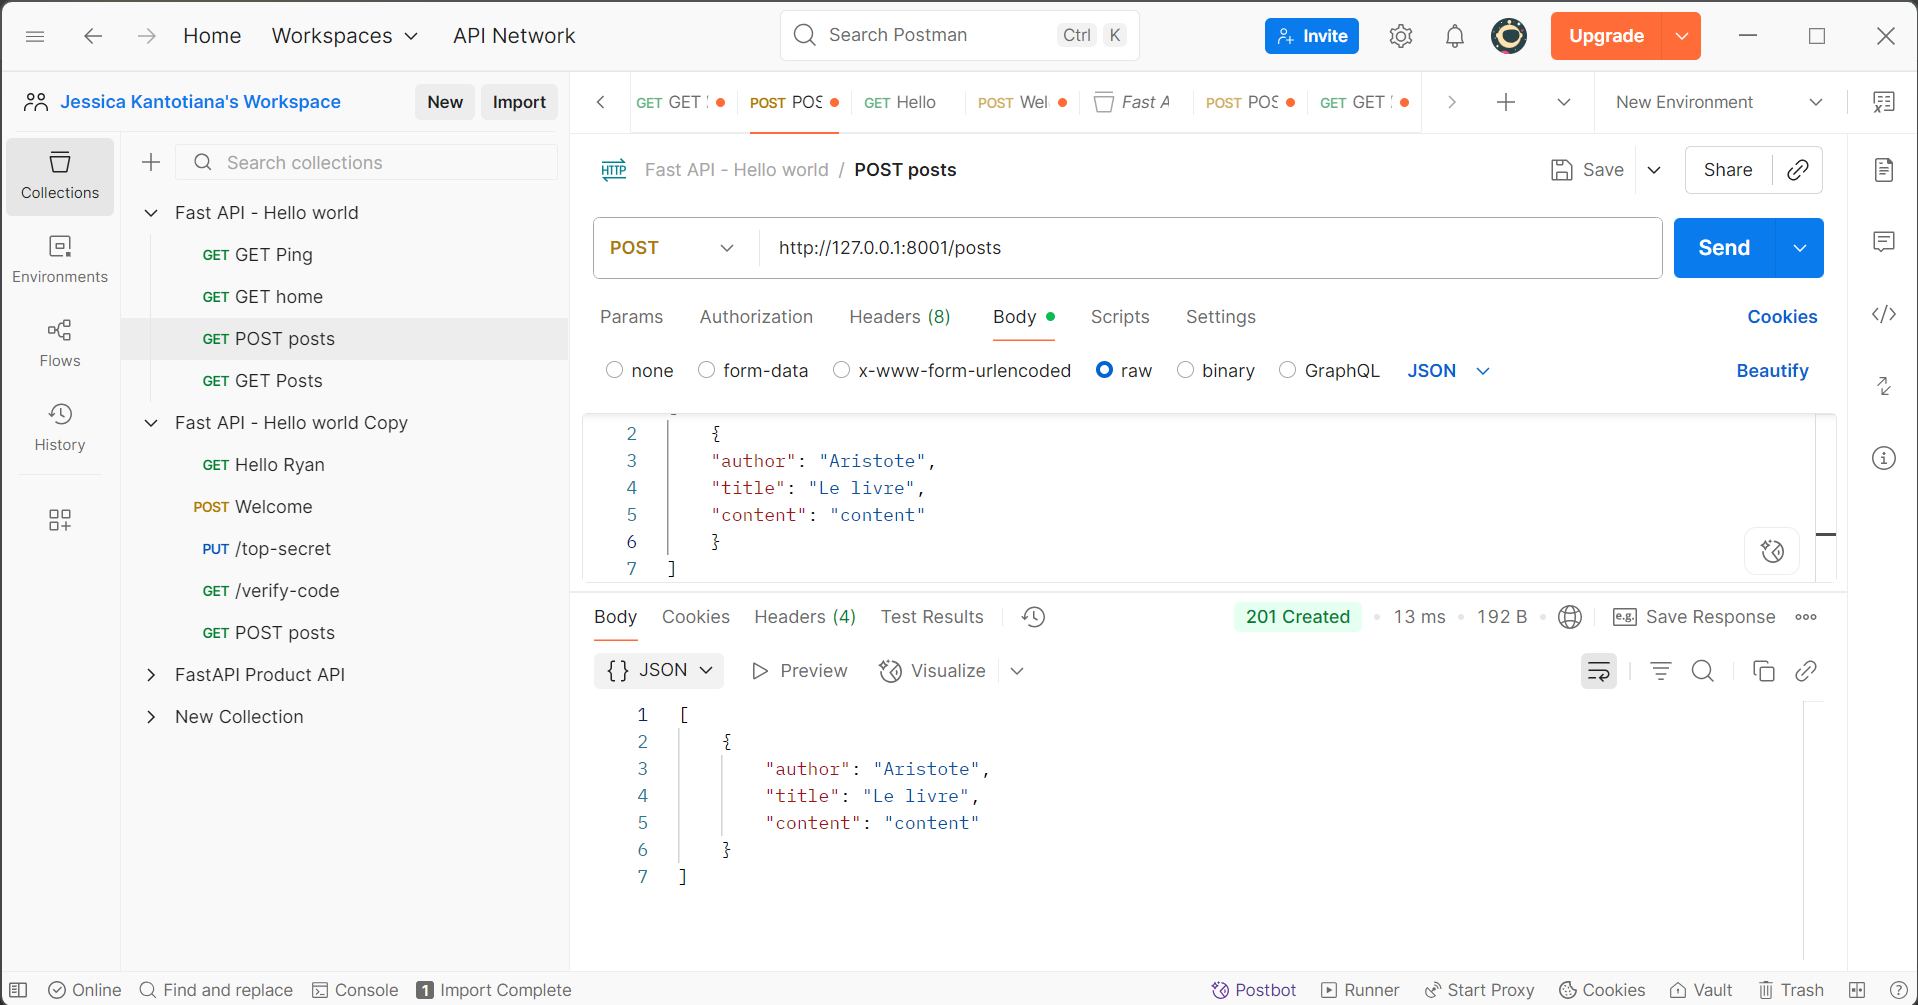 Home Workspaces API Network Search Postman Ctrl K Invite Upgrade
Jessica Kantotiana's Workspace New Import
GET GET POST POS GET Hello POST Wel Fast A POST POS GET GET New Environment
Collections
Environments
Flows
History
Search collections
Fast API - Hello world
GET GET Ping
GET GET home
GET POST posts
GET GET Posts
Fast API - Hello world Copy
GET Hello Ryan
POST Welcome
PUT /top-secret
GET /verify-code
GET POST posts
FastAPI Product API
New Collection
HTTP Fast API - Hello world / POST posts Save Share
POST http://127.0.0.1:8001/posts Send
Params Authorization Headers (8) Body Scripts Settings Cookies
none form-data x-www-form-urlencoded raw binary GraphQL JSON Beautify
2 {
3 "author": "Aristote",
4 "title": "Le livre",
5 "content": "content"
6 }
7 ]
Body Cookies Headers (4) Test Results 201 Created • 13 ms • 192 B • e.g. Save Response
{} JSON Preview Visualize
1 [
2 {
3 "author": "Aristote",
4 "title": "Le livre",
5 "content": "content"
6 }
7 ]
Online Find and replace Console 1 Import Complete Postbot Runner Start Proxy Cookies Vault Trash